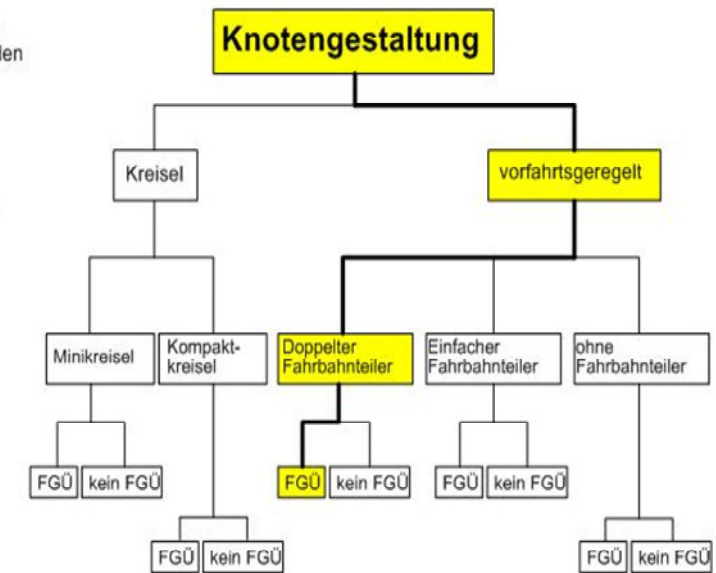 Knotengestaltung
Kreisel
vorfahrtsgeregelt
Minikreisel
Kompakt-
kreisel
Doppelter
Fahrbahnteiler
Einfacher
Fahrbahnteiler
ohne
Fahrbahnteiler
FGÜ
kein FGÜ
FGÜ
kein FGÜ
FGÜ
kein FGÜ
FGÜ
kein FGÜ
FGÜ
kein FGÜ